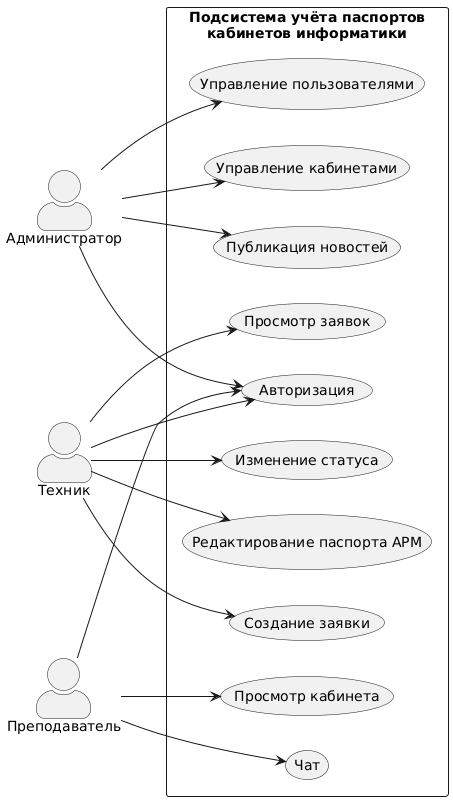 Подсистема учёта паспортов
кабинетов информатики
Управление пользователями
Управление кабинетами
Администратор
Публикация новостей
Просмотр заявок
Авторизация
Изменение статуса
Техник
Редактирование паспорта АРМ
Создание заявки
Просмотр кабинета
Преподаватель
Чат